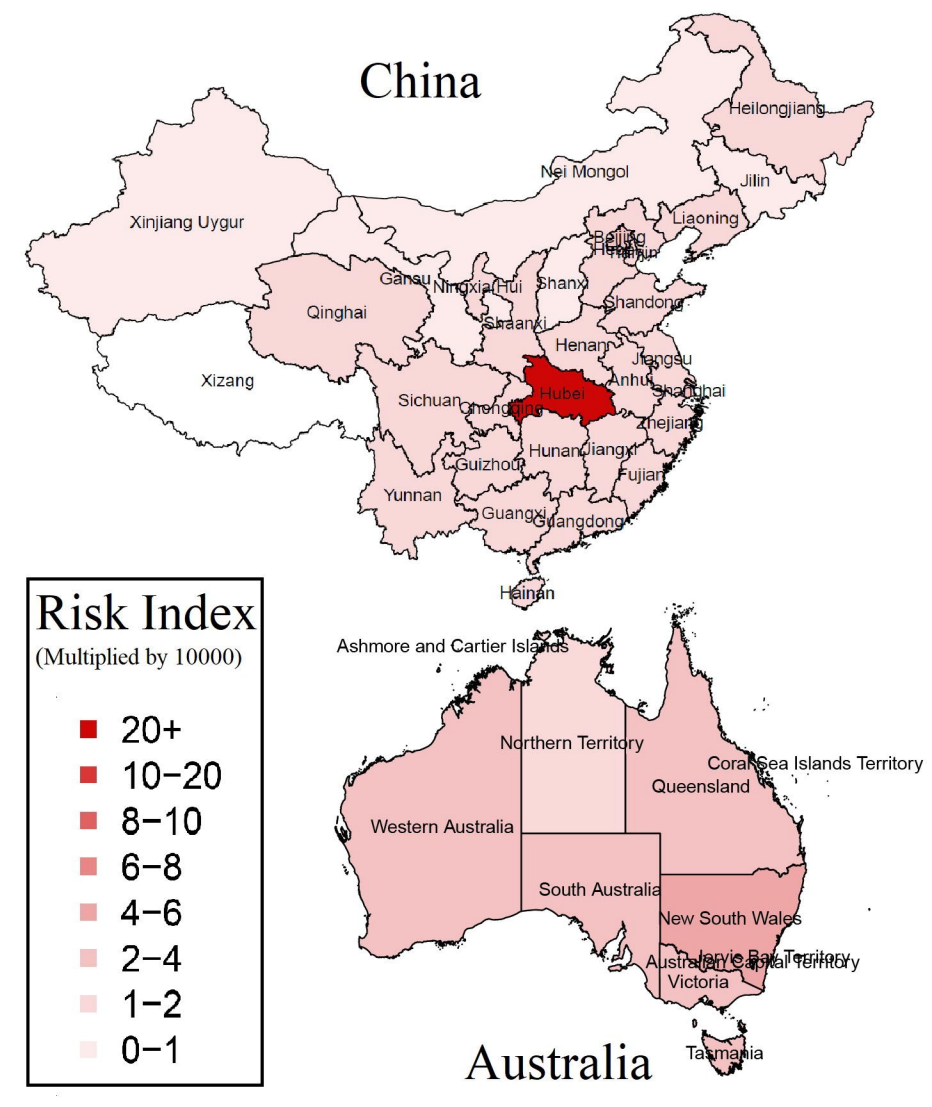 China
Heilongjiang
Nei Mongol
Jilin
Xinjiang Uygur
Liaoning
Beijing
Hebei
Tianjin
Gansu
Ningxia Hui
Shanxi
Qinghai
Shandong
Shaanxi
Henan
Jiangsu
Xizang
Anhui
Shanghai
Hubei
Sichuan
Chongqing
Zhejiang
Hunan
Jiangxi
Guizhou
Fujian
Yunnan
Guangxi
Guangdong
Hainan
Risk Index
(Multiplied by 10000)
20+
10−20
8−10
6−8
4−6
2−4
1−2
0−1
Ashmore and Cartier Islands
Northern Territory
Coral Sea Islands Territory
Queensland
Western Australia
South Australia
New South Wales
Jervis Bay Territory
Australian Capital Territory
Victoria
Tasmania
Australia